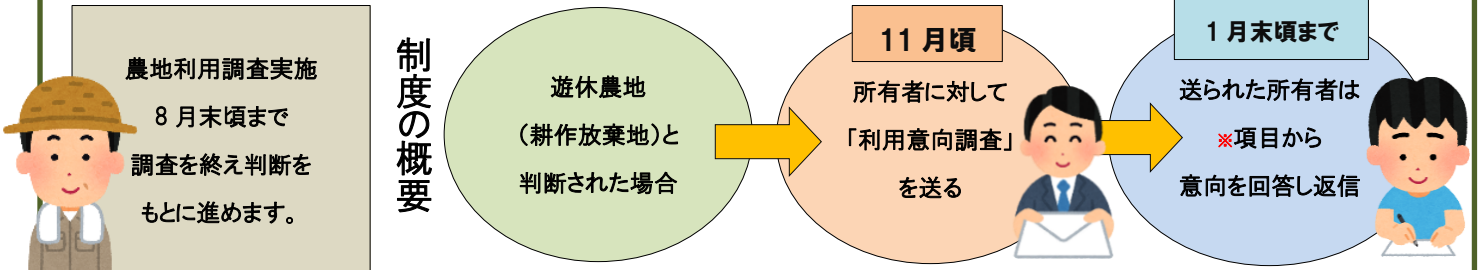 農地利用調査実施
8月末頃まで
調査を終え判断を
もとに進めます。
制度の概要
遊休農地
(耕作放棄地)と
判断された場合
11月頃
所有者に対して
「利用意向調査」
を送る
1月末頃まで
送られた所有者は
※項目から
意向を回答し返信